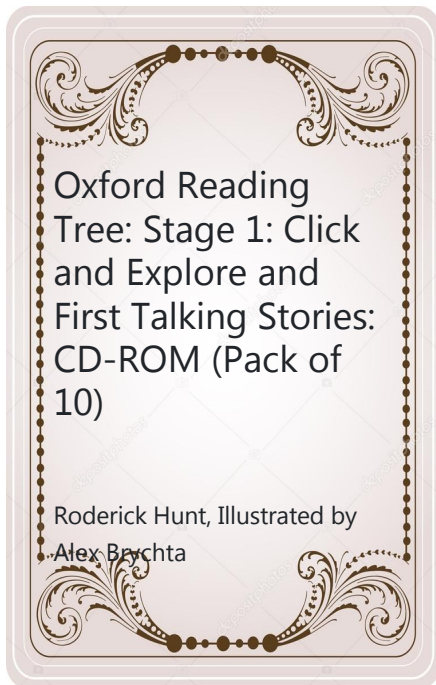 Oxford Reading
Tree: Stage 1: Click
and Explore and
First Talking Stories:
CD-ROM (Pack of
10)
Roderick Hunt, Illustrated by
Alex Brychta